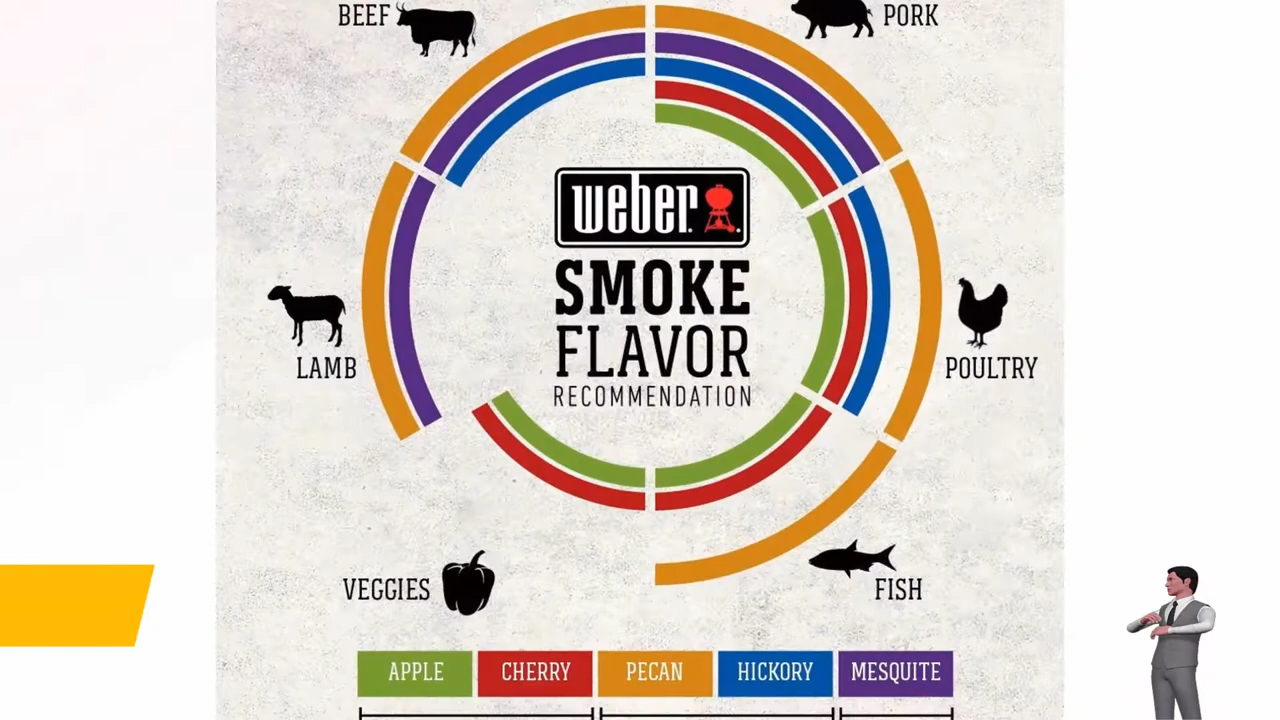 BEEF
PORK
weber
SMOKE
FLAVOR
RECOMMENDATION
LAMB
POULTRY
VEGGIES
FISH
APPLE
CHERRY
PECAN
HICKORY
MESQUITE